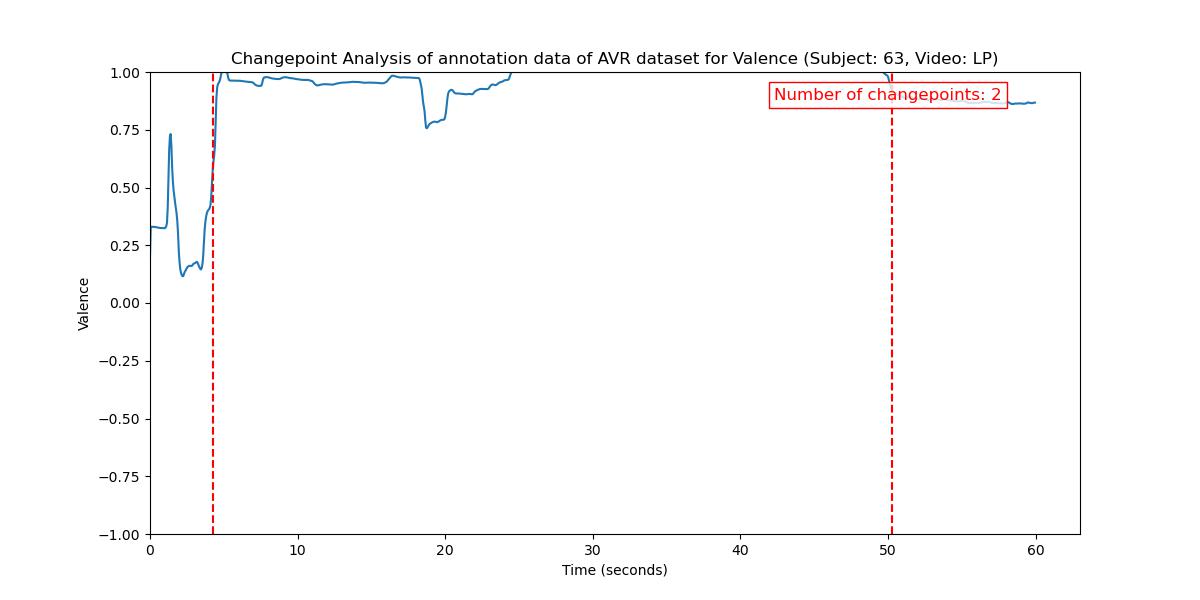 Changepoint Analysis of annotation data of AVR dataset for Valence (Subject: 63, Video: LP)
1.00
Number of changepoints: 2
0.75
0.50
0.25
0.00
−0.25
−0.50
−0.75
−1.00
Valence
0 10 20 30 40 50 60
Time (seconds)